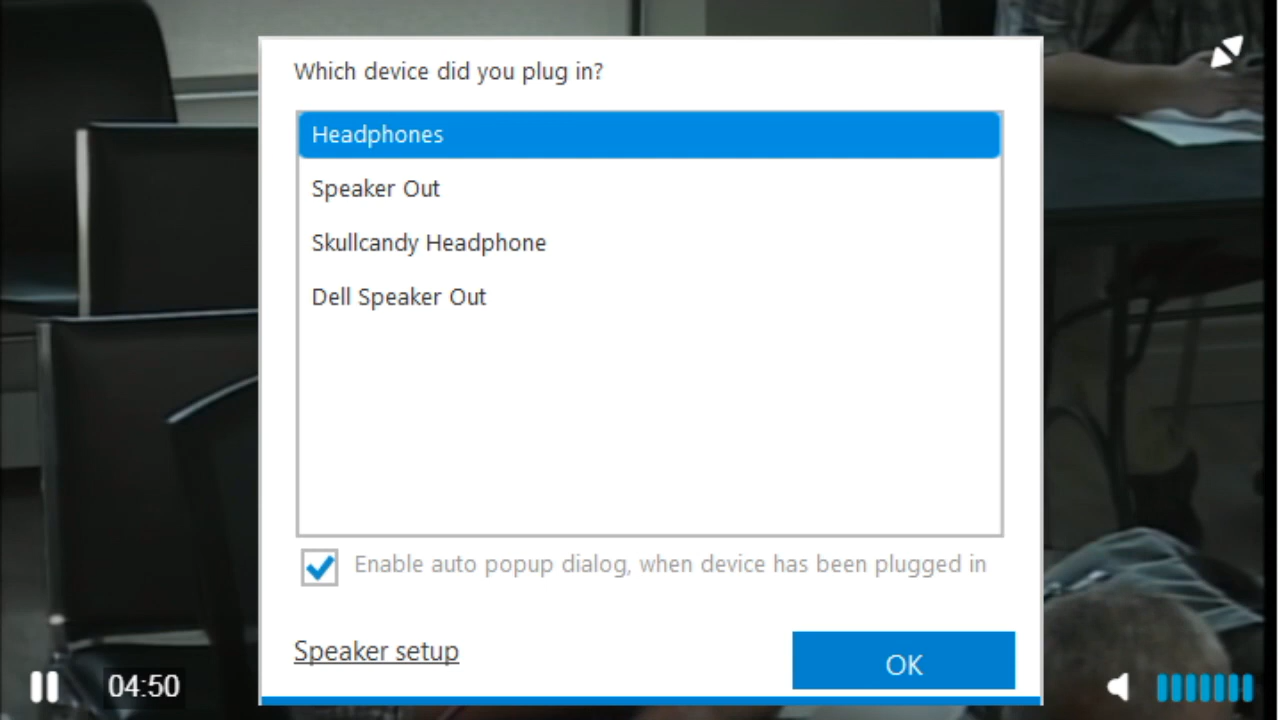 Which device did you plug in?
Headphones
Speaker Out
Skullcandy Headphone
Dell Speaker Out
Enable auto popup dialog, when device has been plugged in
Speaker setup
OK
04:50